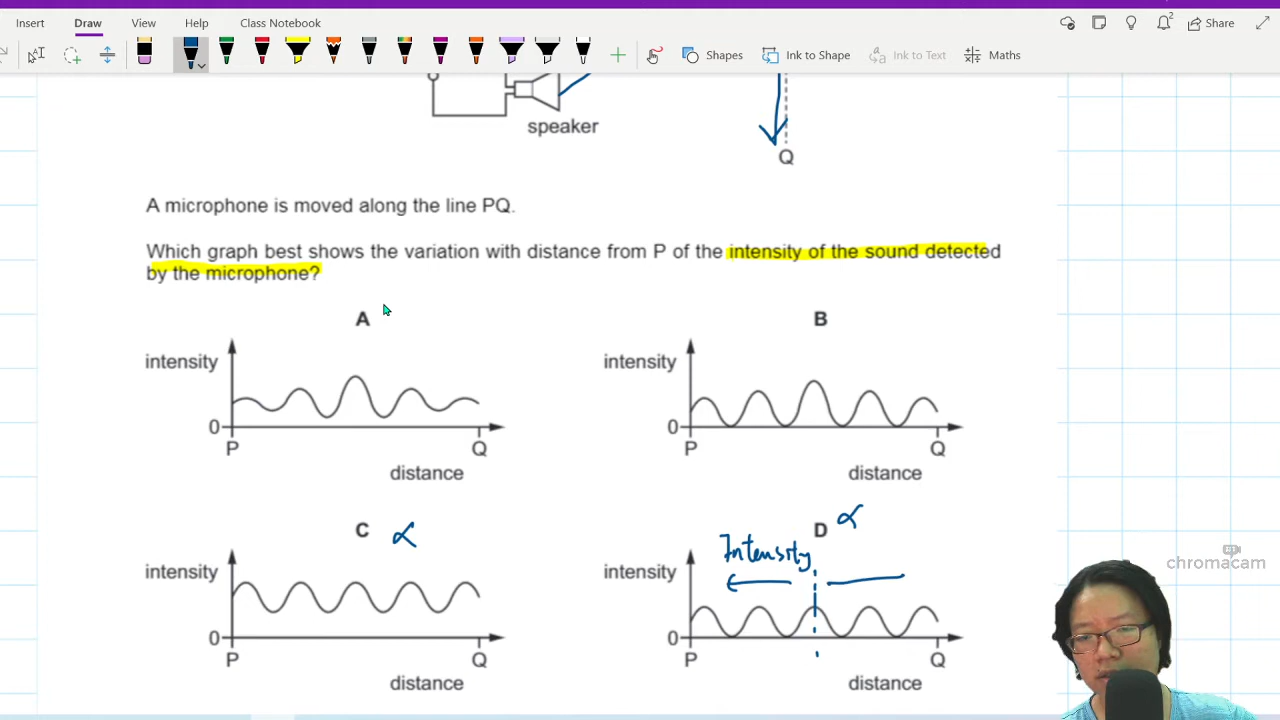 Insert Draw View Help Class Notebook Share
Shapes Ink to Shape Ink to Text Maths
speaker
Q
A microphone is moved along the line PQ.
Which graph best shows the variation with distance from P of the intensity of the sound detected
by the microphone?
A B
intensity intensity
0 0
P Q P Q
distance distance
C α D α
Intensity
intensity intensity
0 0
P Q P Q
distance distance
chromacam